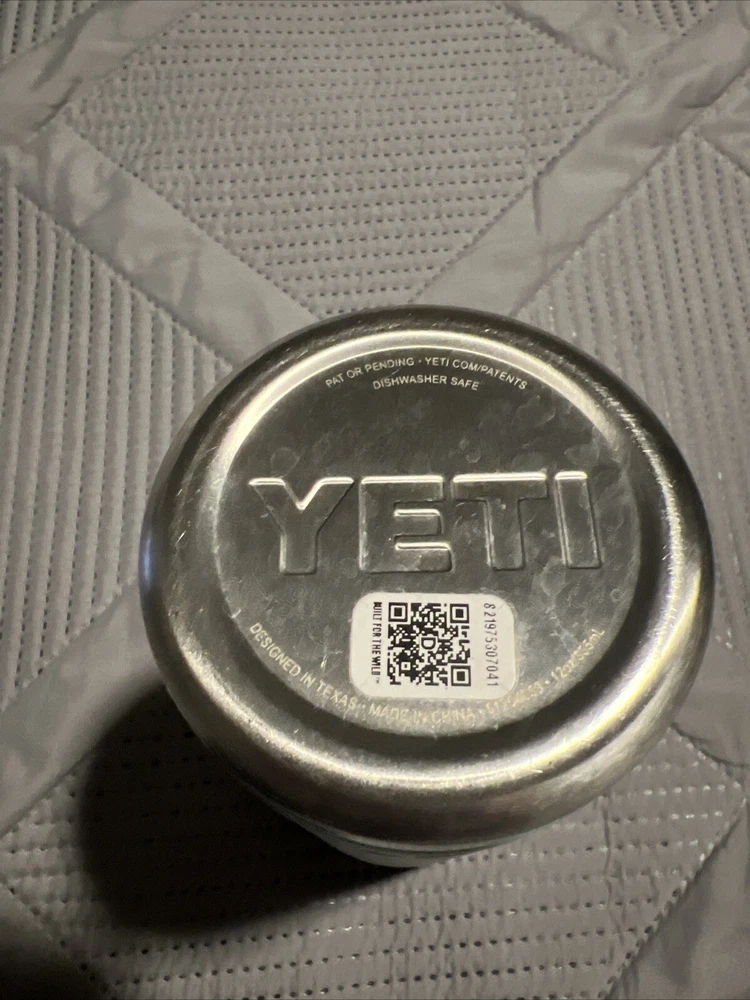 PAT OR PENDING · YETI COM/PATENTS
DISHWASHER SAFE
YETI
BUILT FOR THE WILD™
821975307041
DESIGNED IN TEXAS · MADE IN CHINA · 12oz/355mL